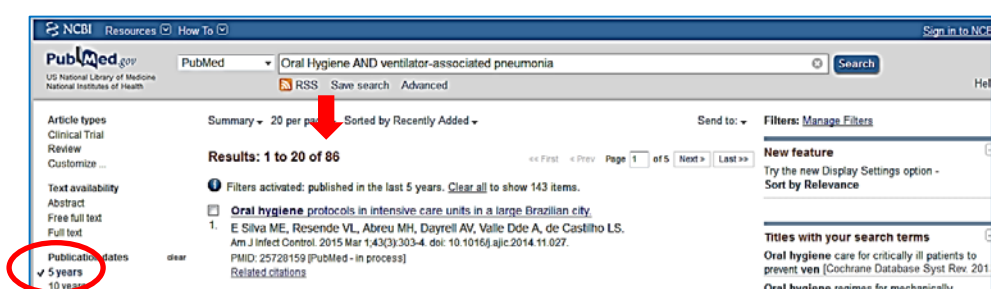 NCBI Resources How To Sign in to NCB
PubMed.gov
US National Library of Medicine
National Institutes of Health
PubMed Oral Hygiene AND ventilator-associated pneumonia Search
RSS Save search Advanced
Hel
Article types
Clinical Trial
Review
Customize ...
Text availability
Abstract
Free full text
Full text
Publication dates clear
5 years
10 years
Summary 20 per pa Sorted by Recently Added Send to:
Results: 1 to 20 of 86
<< First < Prev Page 1 of 5 Next > Last >>
Filters activated: published in the last 5 years. Clear all to show 143 items.
Oral hygiene protocols in intensive care units in a large Brazilian city.
1. E Silva ME, Resende VL, Abreu MH, Dayrell AV, Valle Dde A, de Castilho LS.
Am J Infect Control. 2015 Mar 1;43(3):303-4. doi: 10.1016/j.ajic.2014.11.027.
PMID: 25728159 [PubMed - in process]
Related citations
Filters: Manage Filters
New feature
Try the new Display Settings option -
Sort by Relevance
Titles with your search terms
Oral hygiene care for critically ill patients to
prevent ven [Cochrane Database Syst Rev. 201
Oral hygiene regimes for mechanically